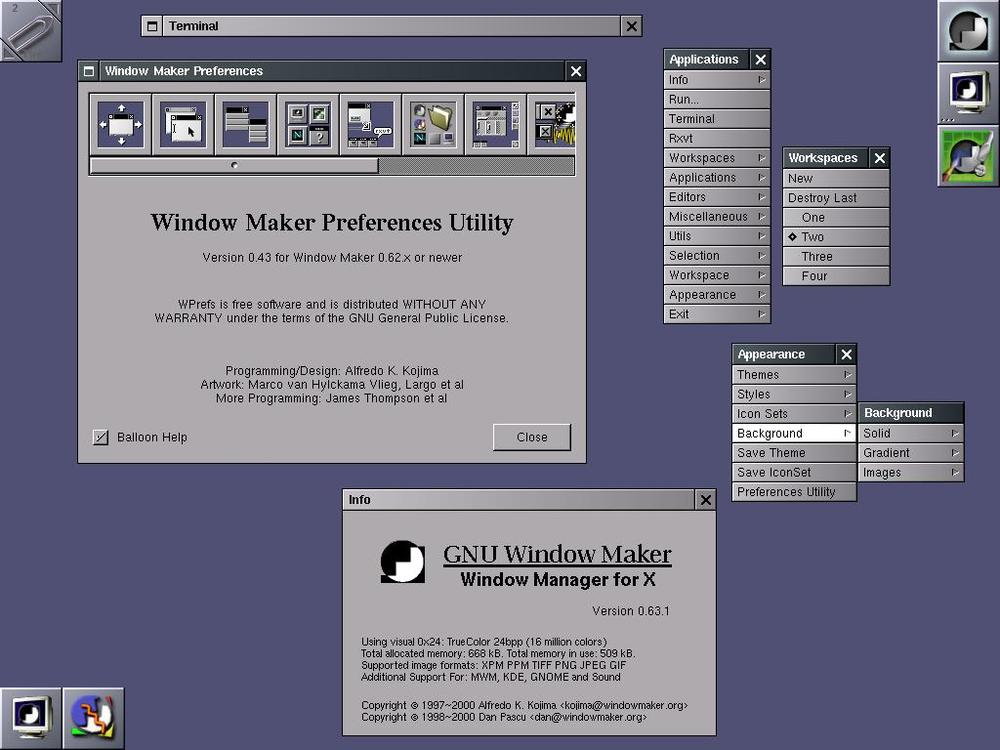 2
Terminal
Window Maker Preferences
rxvt
Window Maker Preferences Utility
Version 0.43 for Window Maker 0.62.x or newer
WPrefs is free software and is distributed WITHOUT ANY
WARRANTY under the terms of the GNU General Public License.
Programming/Design: Alfredo K. Kojima
Artwork: Marco van Hylckama Vlieg, Largo et al
More Programming: James Thompson et al
Balloon Help
Close
Applications
Info
Run...
Terminal
Rxvt
Workspaces
Applications
Editors
Miscellaneous
Utils
Selection
Workspace
Appearance
Exit
Workspaces
New
Destroy Last
One
Two
Three
Four
Appearance
Themes
Styles
Icon Sets
Background
Save Theme
Save IconSet
Preferences Utility
Background
Solid
Gradient
Images
Info
GNU Window Maker
Window Manager for X
Version 0.63.1
Using visual 0x24: TrueColor 24bpp (16 million colors)
Total allocated memory: 668 kB. Total memory in use: 509 kB.
Supported image formats: XPM PPM TIFF PNG JPEG GIF
Additional Support For: MWM, KDE, GNOME and Sound
Copyright © 1997~2000 Alfredo K. Kojima <kojima@windowmaker.org>
Copyright © 1998~2000 Dan Pascu <dan@windowmaker.org>